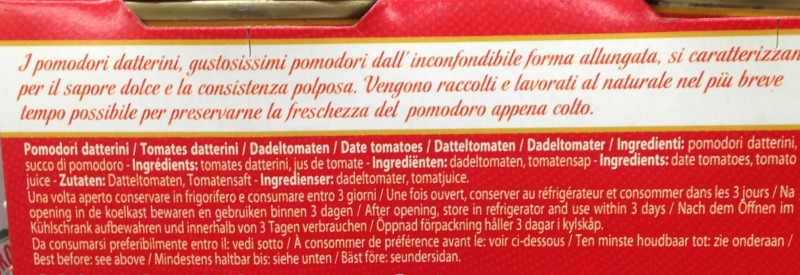 I pomodori datterini, gustosissimi pomodori dall' inconfondibile forma allungata, si caratterizzan
per il sapore dolce e la consistenza polposa. Vengono raccolti e lavorati al naturale nel più breve
tempo possibile per preservarne la freschezza del pomodoro appena colto.
Pomodori datterini / Tomates datterini / Dadeltomaten / Date tomatoes / Datteltomaten / Dadeltomater / Ingredienti: pomodori datterini,
succo di pomodoro - Ingrédients: tomates datterini, jus de tomate - Ingrediënten: dadeltomaten, tomatensap - Ingredients: date tomatoes, tomato
juice - Zutaten: Datteltomaten, Tomatensaft - Ingredienser: dadeltomater, tomatjuice.
Una volta aperto conservare in frigorifero e consumare entro 3 giorni / Une fois ouvert, conserver au réfrigérateur et consommer dans les 3 jours / Na
opening in de koelkast bewaren en gebruiken binnen 3 dagen / After opening, store in refrigerator and use within 3 days / Nach dem Öffnen im
Kühlschrank aufbewahren und innerhalb von 3 Tagen verbrauchen / Öppnad förpackning håller 3 dagar i kylskåp.
Da consumarsi preferibilmente entro il: vedi sotto / À consommer de préférence avant le: voir ci-dessous / Ten minste houdbaar tot: zie onderaan /
Best before: see above / Mindestens haltbar bis: siehe unten / Bäst före: seundersidan.